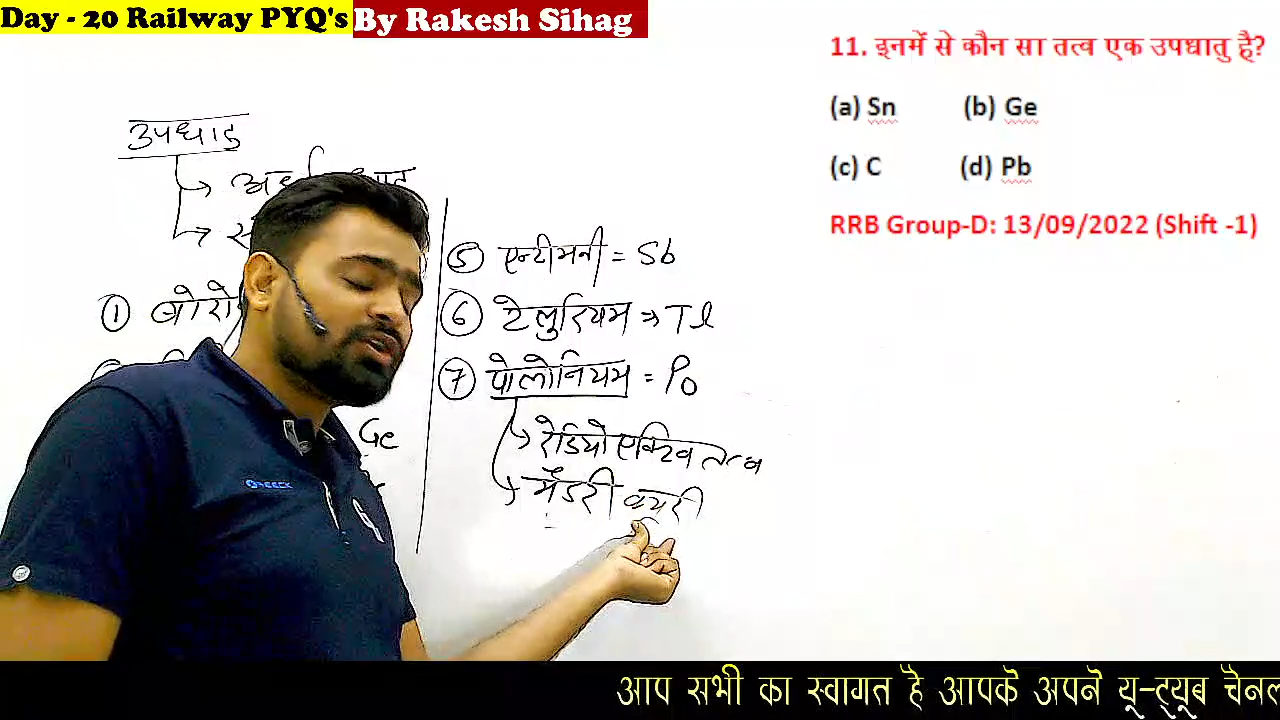 Day - 20 Railway PYQ's By Rakesh Sihag
11. इनमें से कौन सा तत्व एक उपधातु है?
(a) Sn (b) Ge
(c) C (d) Pb
RRB Group-D: 13/09/2022 (Shift -1)
उपधाड
① बोरो
Ge
⑤ एन्टीमनी = Sb
⑥ टेलुरियम → Tl
⑦ पोलोनियम = Po
→ रेडियो एक्टिव तत्व
→ मैडरी क्यूरी
आप सभी का स्वागत है आपके अपने यू-ट्यूब चैनल